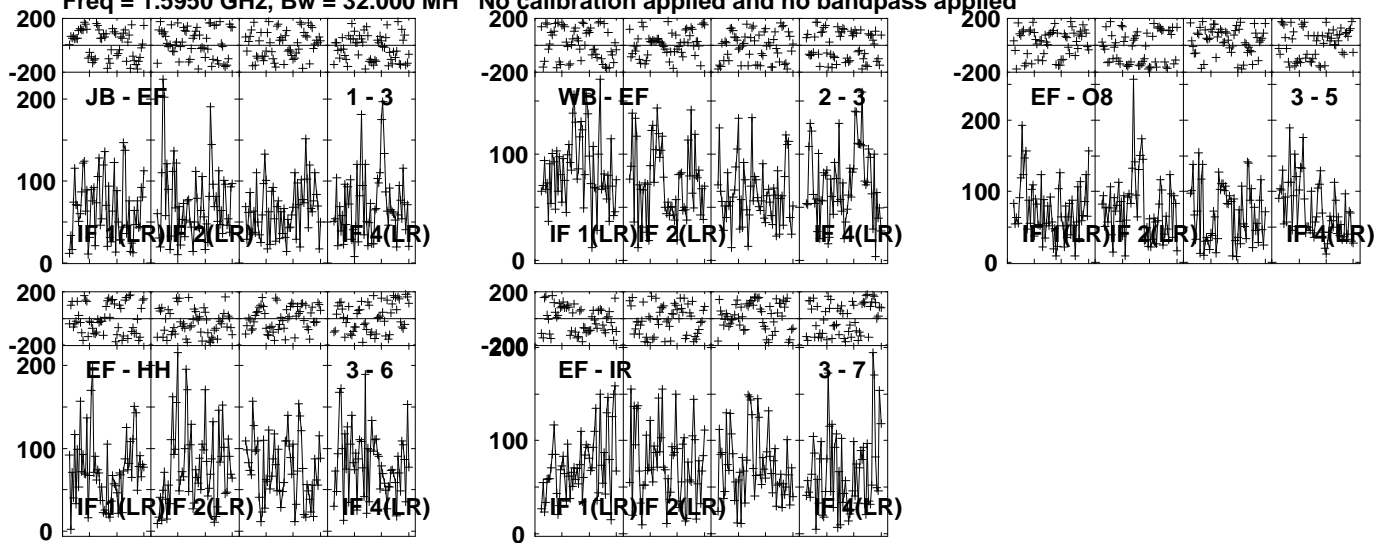 Freq = 1.5950 GHz, Bw = 32.000 MH No calibration applied and no bandpass applied
200 200 200
-200 -200 -200
200 JB - EF 1 - 3 WB - EF 2 - 3 EF - O8 3 - 5
200
100 100 100
IF 1(LR) IF 2(LR) IF 4(LR) IF 1(LR) IF 2(LR) IF 4(LR) IF 1(LR) IF 2(LR) IF 4(LR)
0 0 0
200 200
-200 -200
200 EF - HH 3 - 6 200 EF - IR 3 - 7
100 100
IF 1(LR) IF 2(LR) IF 4(LR) IF 1(LR) IF 2(LR) IF 4(LR)
0 0